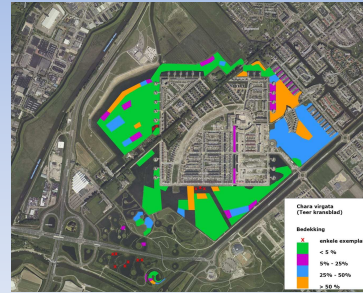 Chara virgata
(Teer kransblad)
Bedekking
x enkele exempla
< 5 %
5% - 25%
25% - 50%
> 50 %